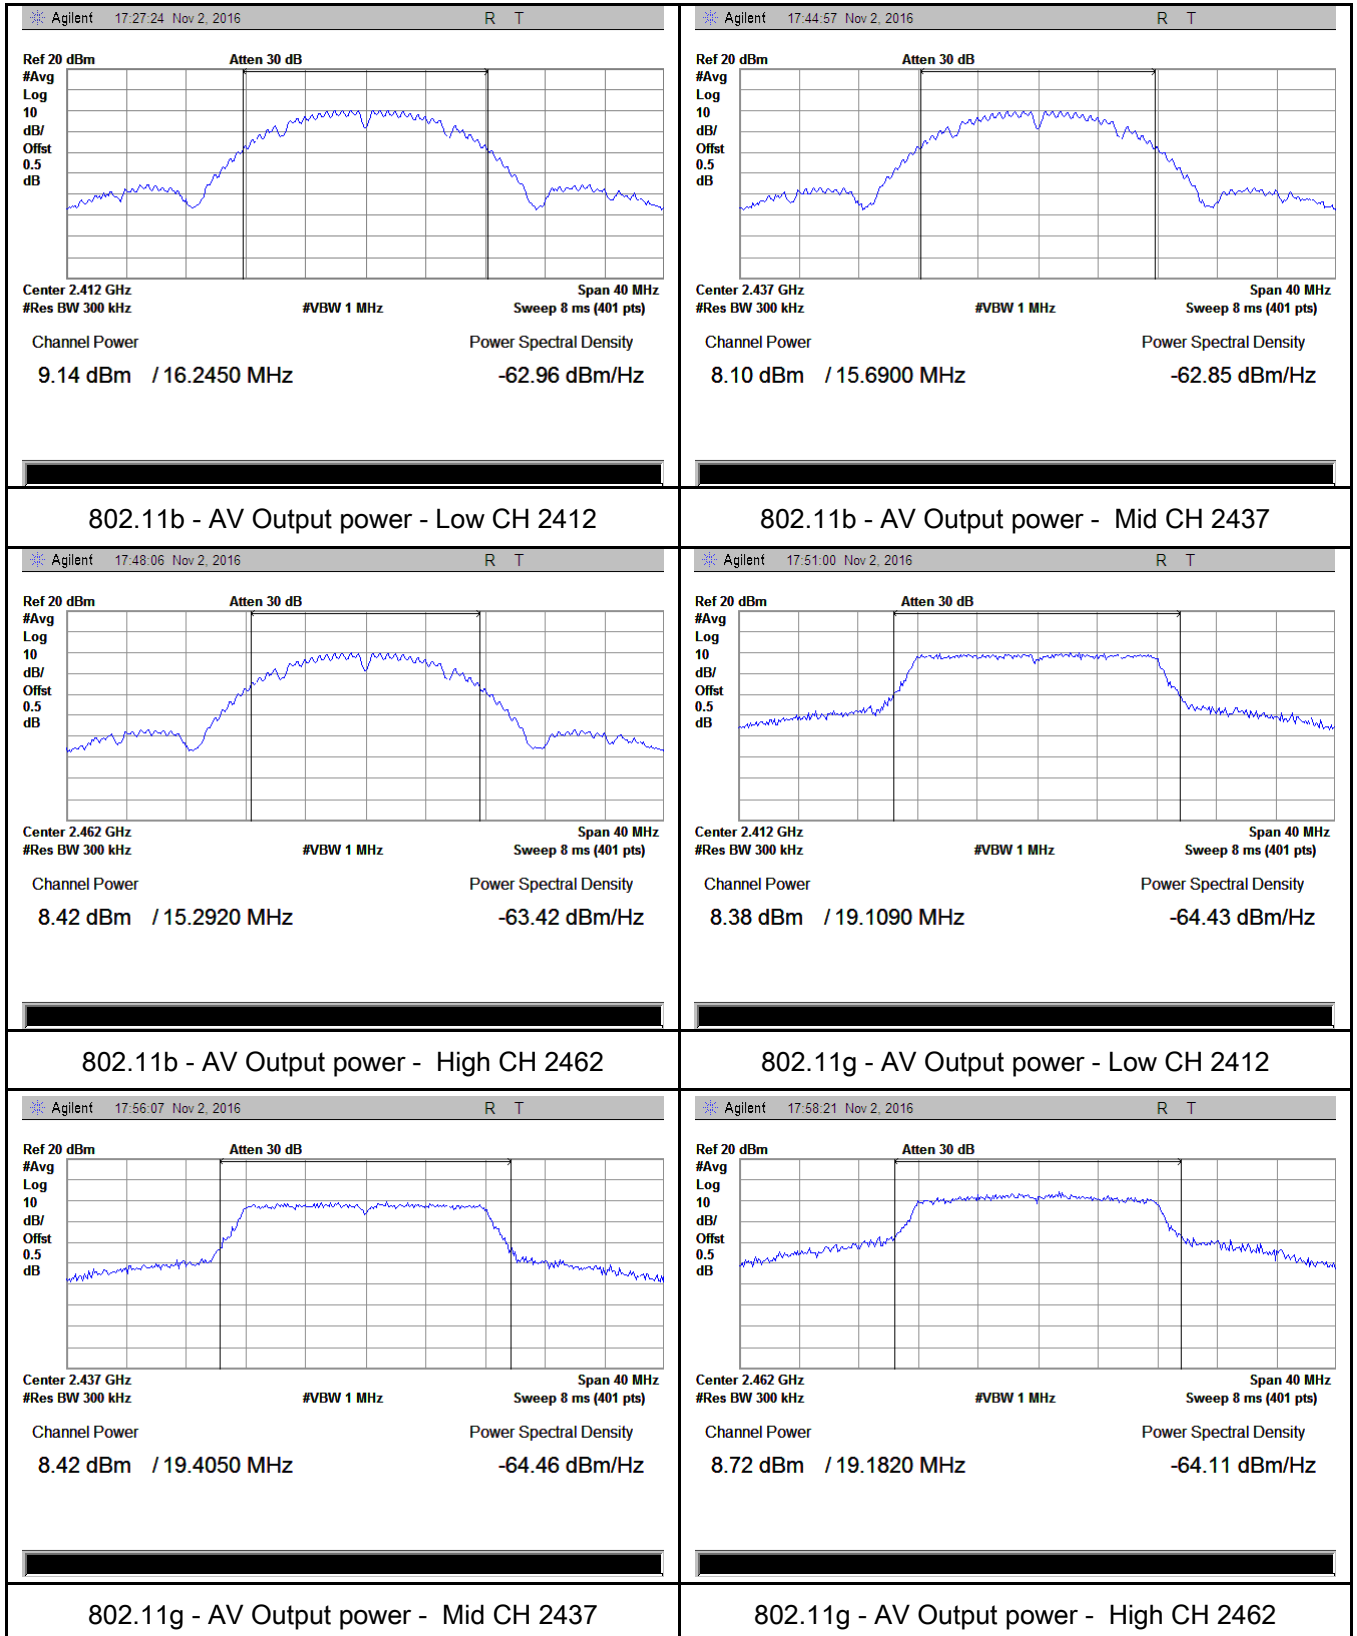 Agilent 17:27:24 Nov 2, 2016 R T
Ref 20 dBm Atten 30 dB
#Avg
Log
10
dB/
Offst
0.5
dB
Center 2.412 GHz Span 40 MHz
#Res BW 300 kHz #VBW 1 MHz Sweep 8 ms (401 pts)
Channel Power Power Spectral Density
9.14 dBm / 16.2450 MHz -62.96 dBm/Hz
802.11b - AV Output power - Low CH 2412
Agilent 17:44:57 Nov 2, 2016 R T
Ref 20 dBm Atten 30 dB
#Avg
Log
10
dB/
Offst
0.5
dB
Center 2.437 GHz Span 40 MHz
#Res BW 300 kHz #VBW 1 MHz Sweep 8 ms (401 pts)
Channel Power Power Spectral Density
8.10 dBm / 15.6900 MHz -62.85 dBm/Hz
802.11b - AV Output power - Mid CH 2437
Agilent 17:48:06 Nov 2, 2016 R T
Ref 20 dBm Atten 30 dB
#Avg
Log
10
dB/
Offst
0.5
dB
Center 2.462 GHz Span 40 MHz
#Res BW 300 kHz #VBW 1 MHz Sweep 8 ms (401 pts)
Channel Power Power Spectral Density
8.42 dBm / 15.2920 MHz -63.42 dBm/Hz
802.11b - AV Output power - High CH 2462
Agilent 17:51:00 Nov 2, 2016 R T
Ref 20 dBm Atten 30 dB
#Avg
Log
10
dB/
Offst
0.5
dB
Center 2.412 GHz Span 40 MHz
#Res BW 300 kHz #VBW 1 MHz Sweep 8 ms (401 pts)
Channel Power Power Spectral Density
8.38 dBm / 19.1090 MHz -64.43 dBm/Hz
802.11g - AV Output power - Low CH 2412
Agilent 17:56:07 Nov 2, 2016 R T
Ref 20 dBm Atten 30 dB
#Avg
Log
10
dB/
Offst
0.5
dB
Center 2.437 GHz Span 40 MHz
#Res BW 300 kHz #VBW 1 MHz Sweep 8 ms (401 pts)
Channel Power Power Spectral Density
8.42 dBm / 19.4050 MHz -64.46 dBm/Hz
802.11g - AV Output power - Mid CH 2437
Agilent 17:58:21 Nov 2, 2016 R T
Ref 20 dBm Atten 30 dB
#Avg
Log
10
dB/
Offst
0.5
dB
Center 2.462 GHz Span 40 MHz
#Res BW 300 kHz #VBW 1 MHz Sweep 8 ms (401 pts)
Channel Power Power Spectral Density
8.72 dBm / 19.1820 MHz -64.11 dBm/Hz
802.11g - AV Output power - High CH 2462